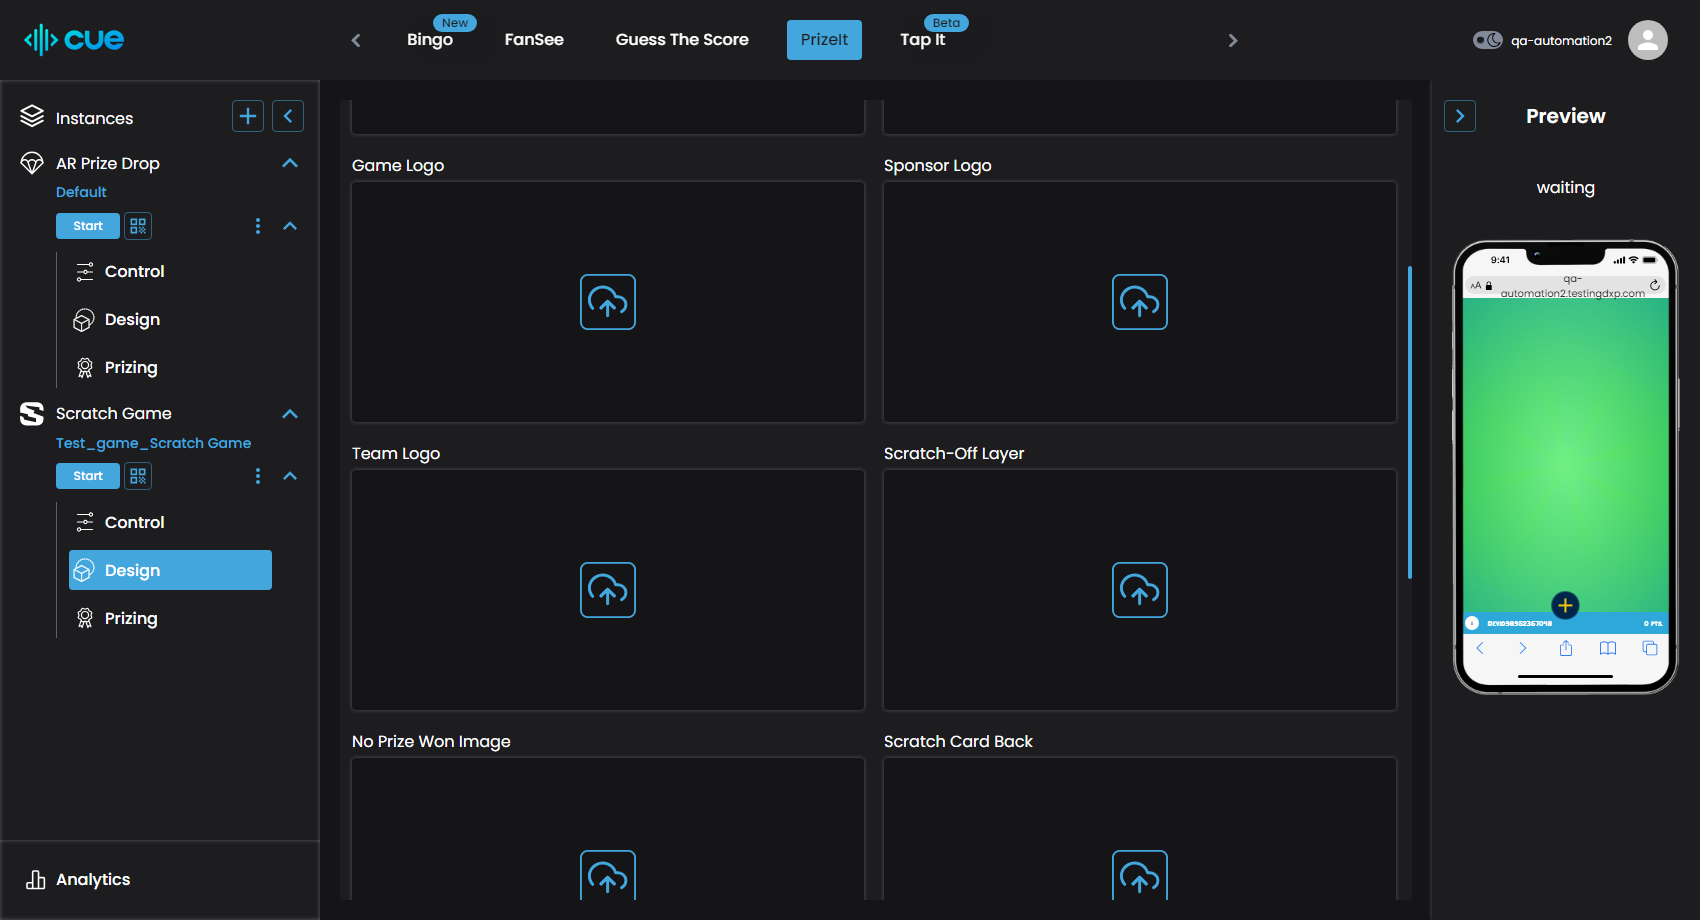 cue
New
Beta
Bingo
FanSee
Guess The Score
PrizeIt
Tap It
qa-automation2
Instances
AR Prize Drop
Default
Start
Control
Design
Prizing
Scratch Game
Test_game_Scratch Game
Start
Control
Design
Prizing
Analytics
Game Logo
Sponsor Logo
Team Logo
Scratch-Off Layer
No Prize Won Image
Scratch Card Back
Preview
waiting
9:41
AA
qa-
automation2.testingdxp.com
0 PTS.